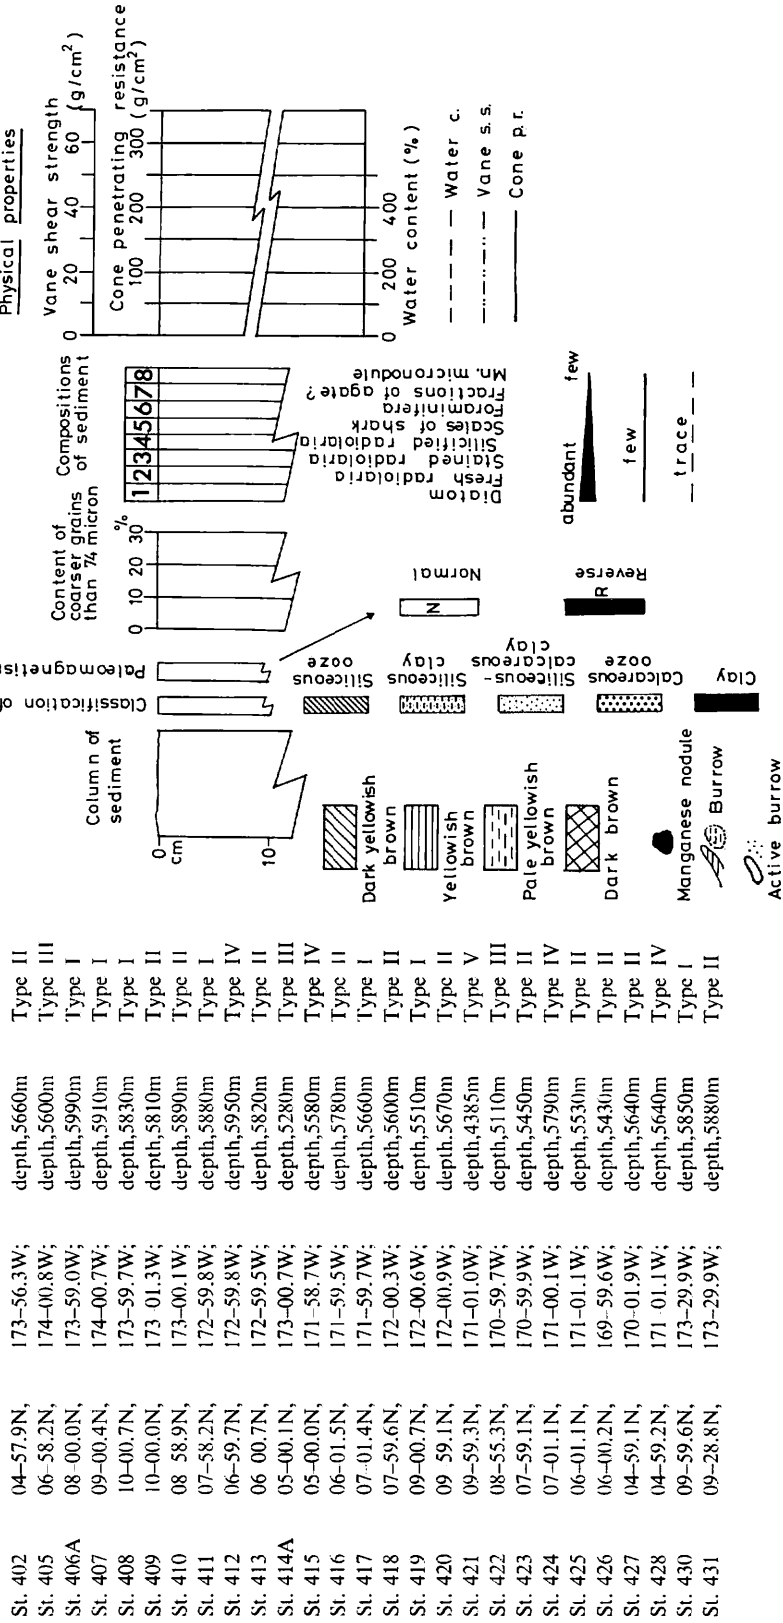 St. 402 04–57.9N, 173–56.3W; depth,5660m Type II
St. 405 06–58.2N, 174–00.8W; depth,5600m Type III
St. 406A 08–00.0N, 173–59.0W; depth,5990m Type I
St. 407 09–00.4N, 174–00.7W; depth,5910m Type I
St. 408 10–00.7N, 173–59.7W; depth,5830m Type I
St. 409 10–00.0N, 173–01.3W; depth,5810m Type II
St. 410 08–58.9N, 173–00.1W; depth,5890m Type II
St. 411 07–58.2N, 172–59.8W; depth,5880m Type I
St. 412 06–59.7N, 172–59.8W; depth,5950m Type IV
St. 413 06–00.7N, 172–59.5W; depth,5820m Type II
St. 414A 05–00.1N, 173–00.7W; depth,5280m Type III
St. 415 05–00.0N, 171–58.7W; depth,5580m Type IV
St. 416 06–01.5N, 171–59.5W; depth,5780m Type II
St. 417 07–01.4N, 171–59.7W; depth,5660m Type I
St. 418 07–59.6N, 172–00.3W; depth,5600m Type II
St. 419 09–00.7N, 172–00.6W; depth,5510m Type I
St. 420 09–59.1N, 172–00.9W; depth.5670m Type II
St. 421 09–59.3N, 171–01.0W; depth,4385m Type V
St. 422 08–55.3N, 170–59.7W; depth,5110m Type III
St. 423 07–59.1N, 170–59.9W; depth,5450m Type II
St. 424 07–01.1N, 171–00.1W; depth,5790m Type IV
St. 425 06–01.1N, 171–01.1W; depth,5530m Type II
St. 426 06–00.2N, 169–59.6W; depth,5430m Type II
St. 427 04–59.1N, 170–01.9W; depth,5640m Type II
St. 428 04–59.2N, 171–01.1W; depth,5640m Type IV
St. 430 09–59.6N, 173–29.9W; depth,5850m Type I
St. 431 09–28.8N, 173–29.9W; depth,5880m Type II
Column of
sediment
0
cm
10
Dark yellowish
brown
Yellowish
brown
Pale yellowish
brown
Dark brown
Manganese nodule
Burrow
Active burrow
Classification of
Paleomagnetis
Siliceous
ooze
Siliceous
clay
Siliceous–
calcareous
clay
Calcareous
ooze
Clay
N
Normal
R
Reverse
Content of
coarser grains
than 74 micron
0 10 20 30 %
Compositions
of sediment
1 2 3 4 5 6 7 8
Diatom
Fresh radiolaria
Stained radiolaria
Silicified radiolaria
Scales of shark
Foraminifera
Fractions of agate?
Mn. micronodule
abundant few
few
trace
Physical properties
Vane shear strength
0 20 40 60 (g/cm2)
Cone penetrating resistance
100 200 300 (g/cm2)
0 200 400
Water content (%)
Water c.
Vane s.s.
Cone p.r.